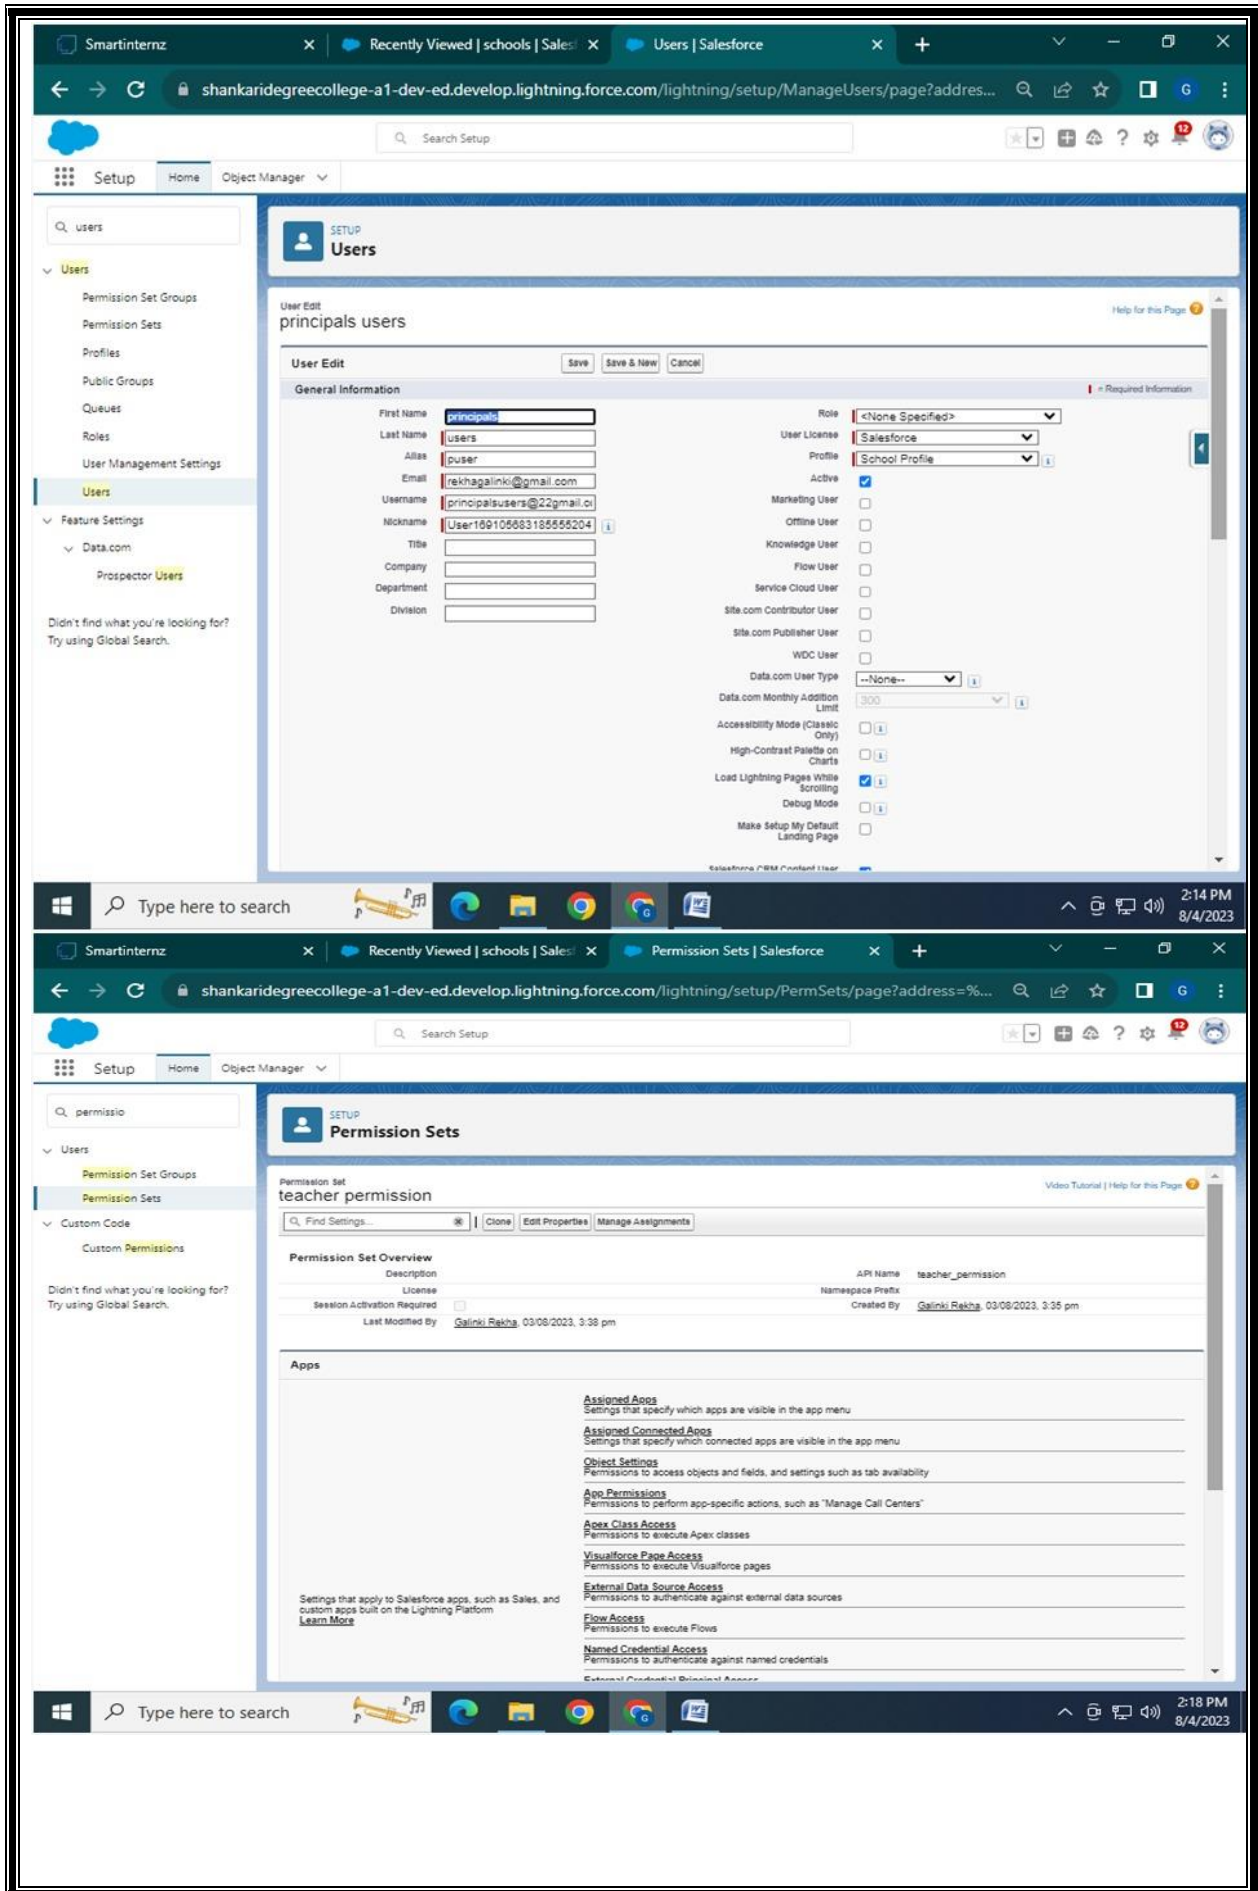 Smartinternz
Recently Viewed | schools | Sales
Users | Salesforce
shankaridegreecollege-a1-dev-ed.develop.lightning.force.com/lightning/setup/ManageUsers/page?addres...
G
Search Setup
12
Setup Home Object Manager
users
SETUP
Users
Users
Permission Set Groups
Permission Sets
Profiles
Public Groups
Queues
Roles
User Management Settings
Users
Feature Settings
Data.com
Prospector Users
Didn't find what you're looking for?
Try using Global Search.
User Edit
principals users
Help for this Page
User Edit Save Save & New Cancel
General Information = Required Information
First Name principals
Last Name users
Alias puser
Email rekhagalinki@gmail.com
Username principalsusers@22gmail.c
Nickname User169105683185555204
Title
Company
Department
Division
Role <None Specified>
User License Salesforce
Profile School Profile
Active
Marketing User
Offline User
Knowledge User
Flow User
Service Cloud User
Site.com Contributor User
Site.com Publisher User
WDC User
Data.com User Type --None--
Data.com Monthly Addition
Limit 300
Accessibility Mode (Classic
Only)
High-Contrast Palette on
Charts
Load Lightning Pages While
Scrolling
Debug Mode
Make Setup My Default
Landing Page
Salesforce CRM Content User
Type here to search
2:14 PM
8/4/2023
Smartinternz
Recently Viewed | schools | Sales
Permission Sets | Salesforce
shankaridegreecollege-a1-dev-ed.develop.lightning.force.com/lightning/setup/PermSets/page?address=%...
G
Search Setup
12
Setup Home Object Manager
permissio
SETUP
Permission Sets
Users
Permission Set Groups
Permission Sets
Custom Code
Custom Permissions
Didn't find what you're looking for?
Try using Global Search.
Permission Set
teacher permission
Video Tutorial | Help for this Page
Find Settings... Clone Edit Properties Manage Assignments
Permission Set Overview
Description
API Name teacher_permission
License
Namespace Prefix
Session Activation Required
Created By Galinki Rekha, 03/08/2023, 3:35 pm
Last Modified By Galinki Rekha, 03/08/2023, 3:38 pm
Apps
Settings that apply to Salesforce apps, such as Sales, and
custom apps built on the Lightning Platform
Learn More
Assigned Apps
Settings that specify which apps are visible in the app menu
Assigned Connected Apps
Settings that specify which connected apps are visible in the app menu
Object Settings
Permissions to access objects and fields, and settings such as tab availability
App Permissions
Permissions to perform app-specific actions, such as "Manage Call Centers"
Apex Class Access
Permissions to execute Apex classes
Visualforce Page Access
Permissions to execute Visualforce pages
External Data Source Access
Permissions to authenticate against external data sources
Flow Access
Permissions to execute Flows
Named Credential Access
Permissions to authenticate against named credentials
External Credential Principal Access
Type here to search
2:18 PM
8/4/2023